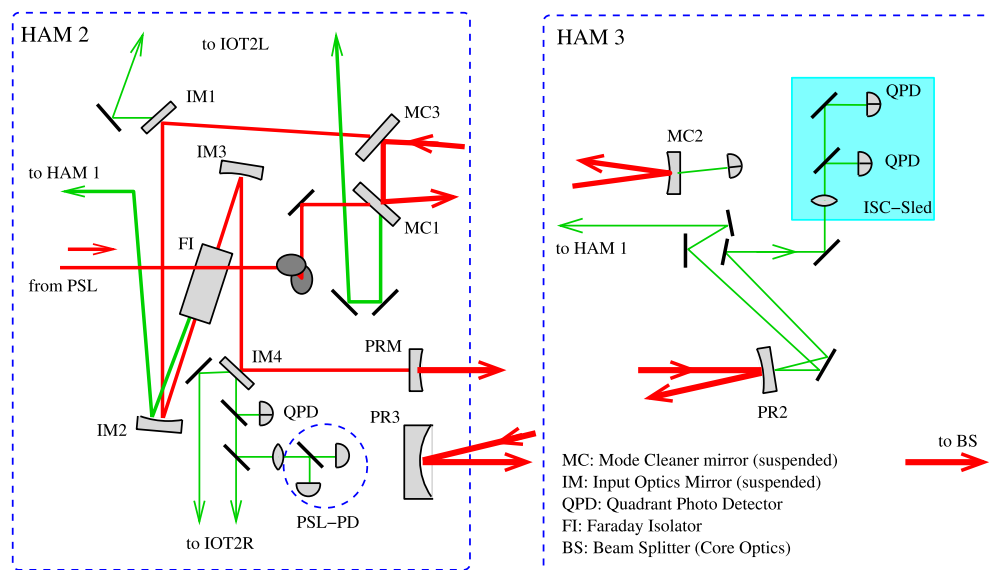 HAM 2
to IOT2L
IM1
MC3
IM3
to HAM 1
MC1
FI
from PSL
IM4
PRM
QPD
PR3
IM2
PSL-PD
to IOT2R
HAM 3
QPD
MC2
QPD
ISC-Sled
to HAM 1
PR2
to BS
MC: Mode Cleaner mirror (suspended)
IM: Input Optics Mirror (suspended)
QPD: Quadrant Photo Detector
FI: Faraday Isolator
BS: Beam Splitter (Core Optics)